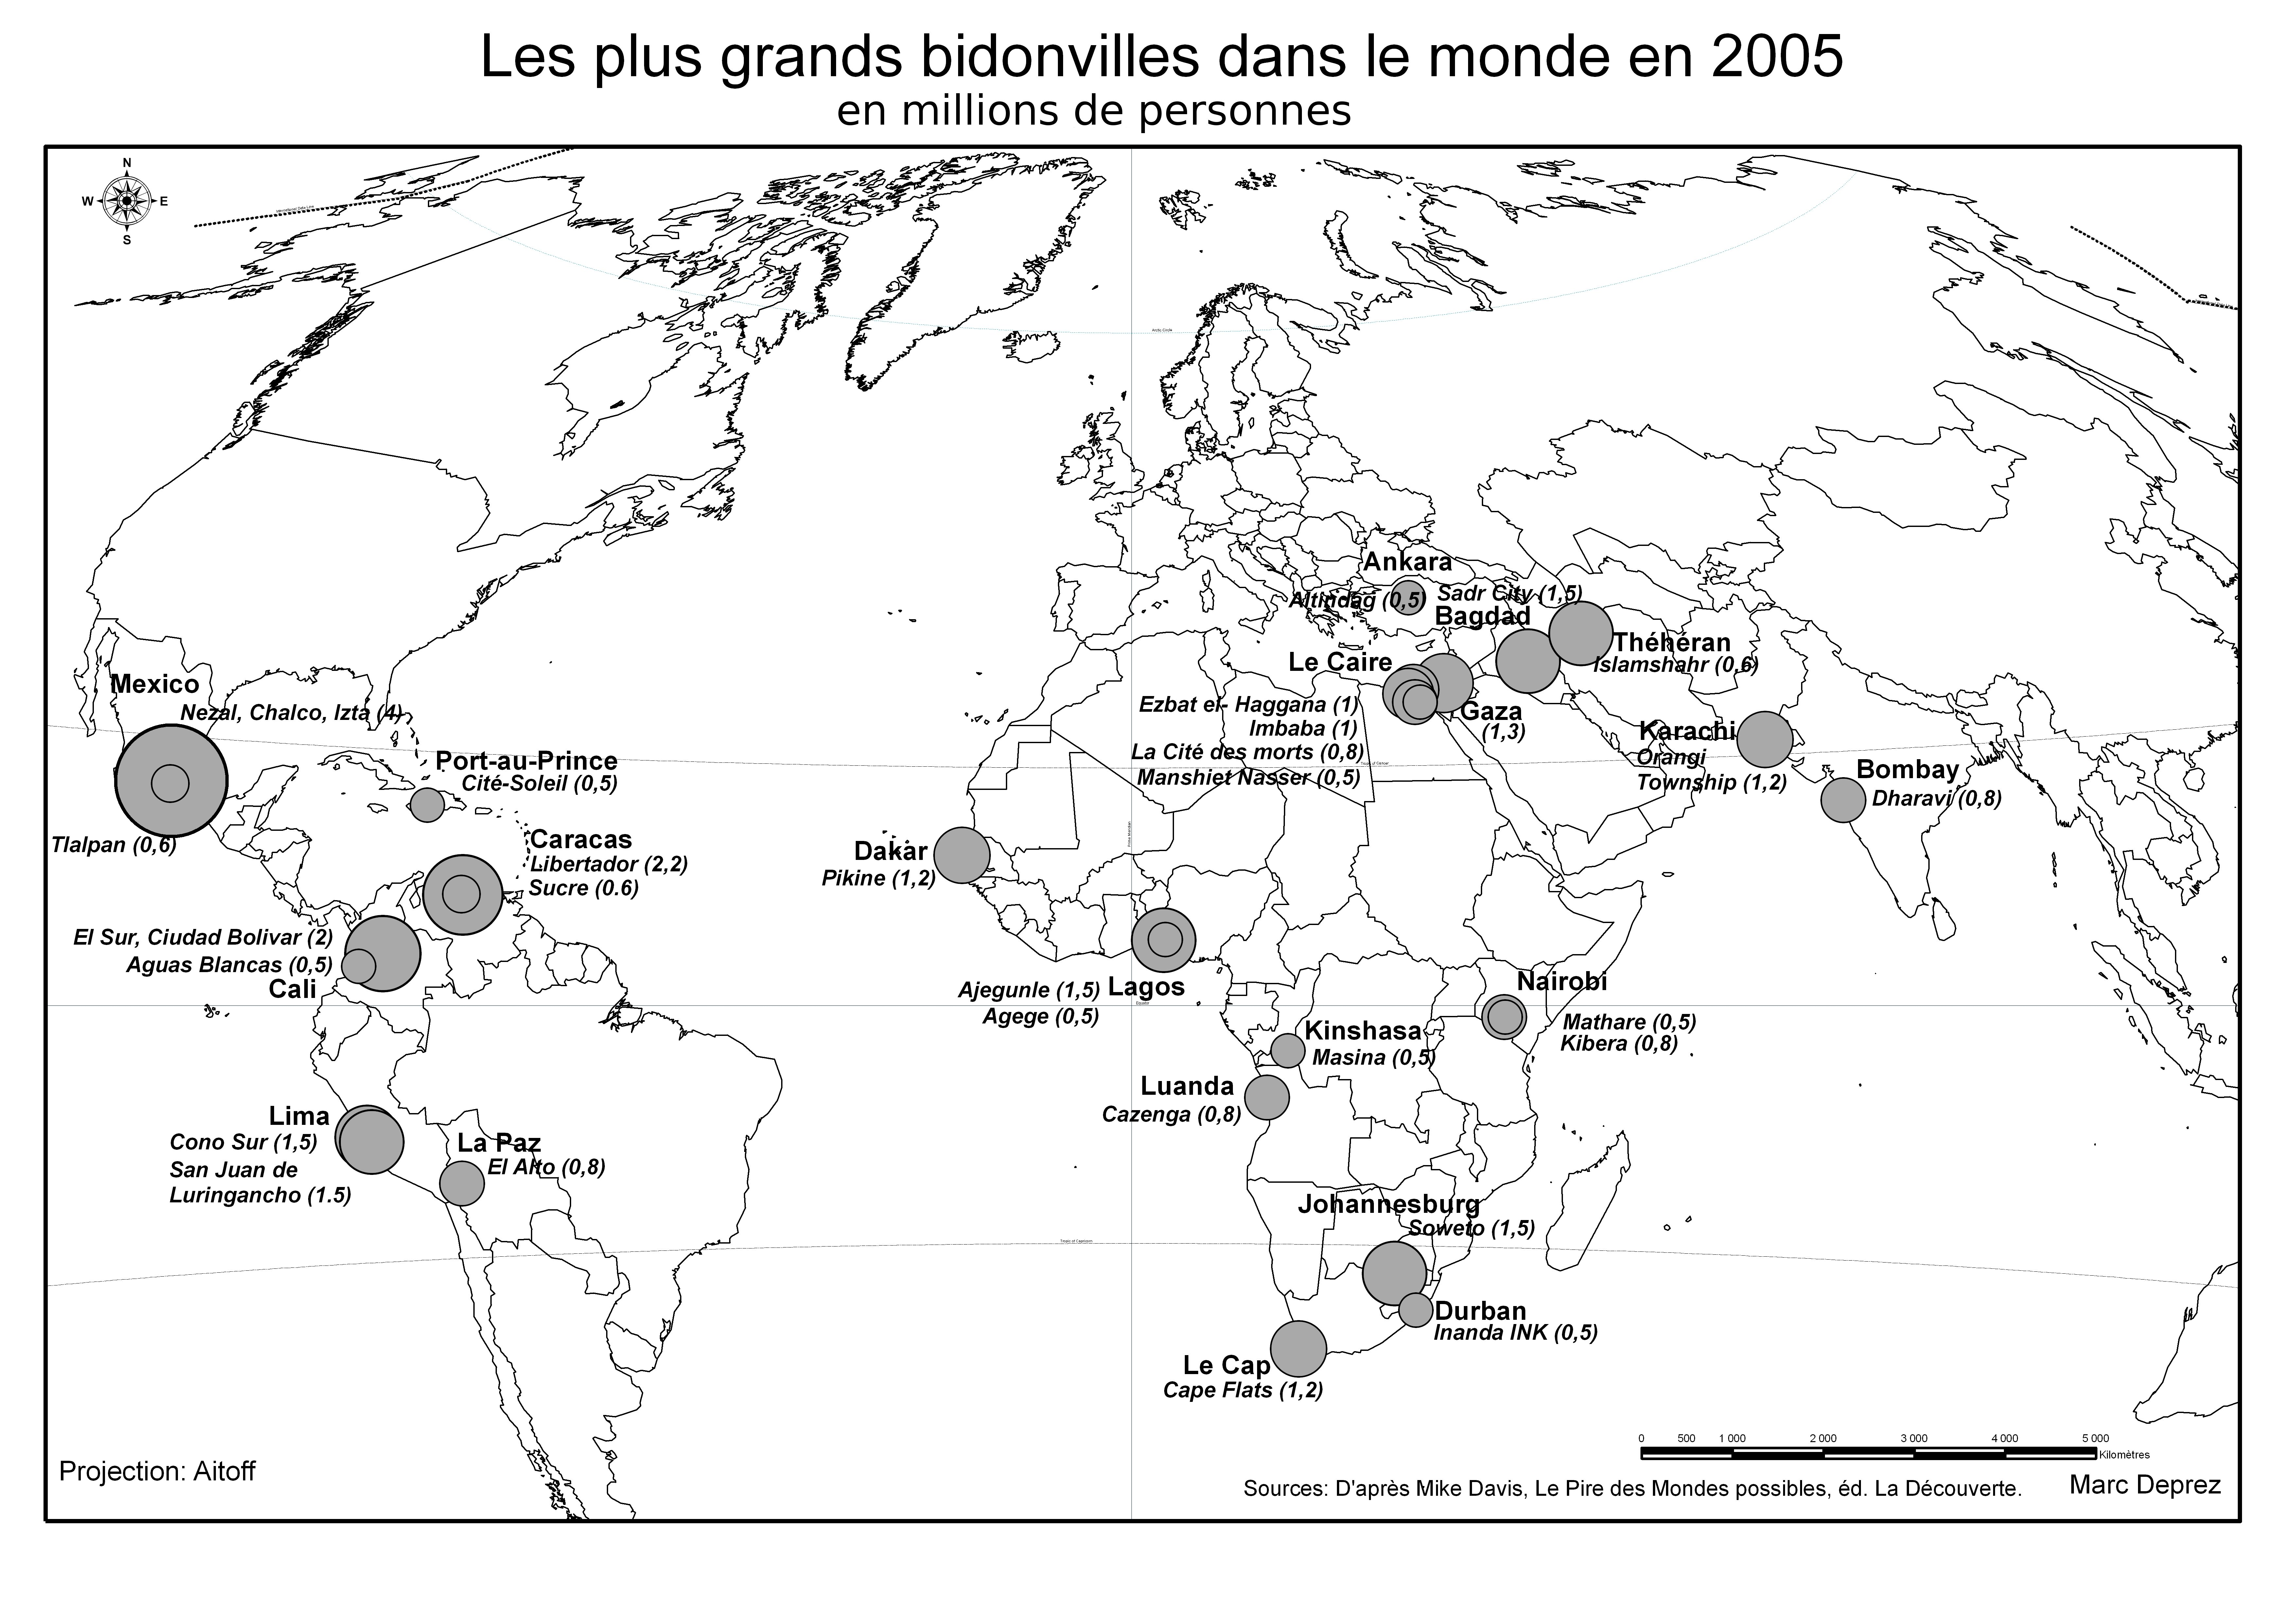 Les plus grands bidonvilles dans le monde en 2005
en millions de personnes
N
W E
S
Arctic Circle
Ankara
Altindag (0,5)
Sadr City (1,5)
Bagdad
Théhéran
Islamshahr (0,6)
Le Caire
Ezbat el- Haggana (1)
Imbaba (1)
La Cité des morts (0,8)
Manshiet Nasser (0,5)
Gaza
(1,3)
Tropic of Cancer
Karachi
Orangi
Township (1,2)
Bombay
Dharavi (0,8)
Mexico
Nezal, Chalco, Izta (4)
Tlalpan (0,6)
Port-au-Prince
Cité-Soleil (0,5)
Caracas
Libertador (2,2)
Sucre (0.6)
El Sur, Ciudad Bolivar (2)
Aguas Blancas (0,5)
Cali
Dakar
Pikine (1,2)
Ajegunle (1,5)
Agege (0,5)
Lagos
Equator
Nairobi
Mathare (0,5)
Kibera (0,8)
Kinshasa
Masina (0,5)
Luanda
Cazenga (0,8)
Lima
Cono Sur (1,5)
San Juan de
Luringancho (1.5)
La Paz
El Alto (0,8)
Johannesburg
Soweto (1,5)
Tropic of Capricorn
Durban
Inanda INK (0,5)
Le Cap
Cape Flats (1,2)
0 500 1 000 2 000 3 000 4 000 5 000
Kilomètres
Projection: Aitoff
Sources: D'après Mike Davis, Le Pire des Mondes possibles, éd. La Découverte.
Marc Deprez